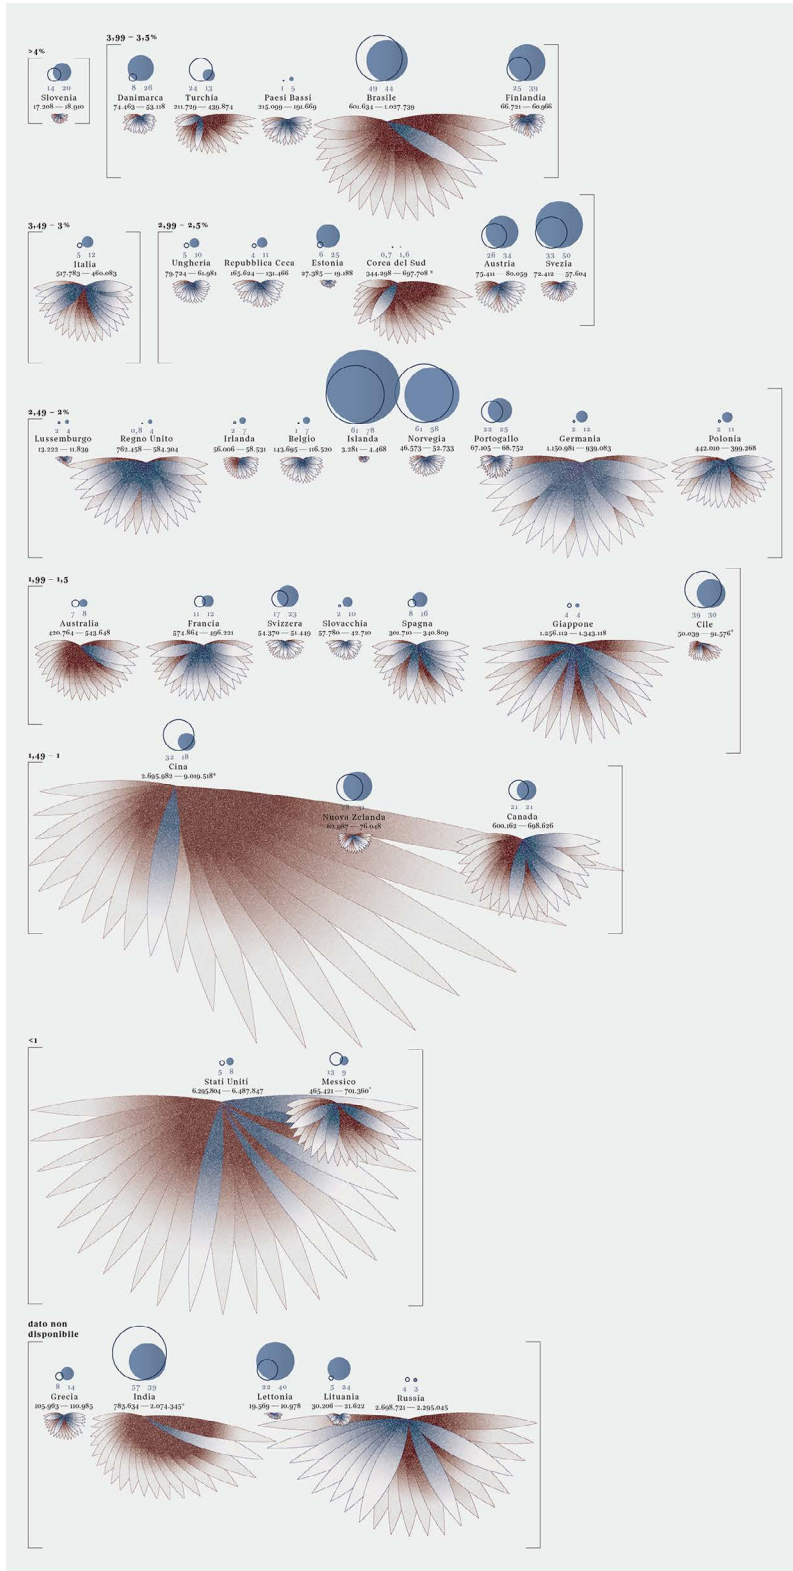 >4%
14 20
Slovenia
17.208 — 18.910
3,99 – 3,5%
8 26
Danimarca
74.463 — 53.118
24 13
Turchia
211.729 — 439.874
1 5
Paesi Bassi
215.099 — 191.669
49 44
Brasile
601.634 — 1.027.739
25 39
Finlandia
66.721 — 60.966
3,49 – 3%
5 12
Italia
517.783 — 460.083
2,99 – 2,5%
5 10
Ungheria
79.724 — 61.981
4 11
Repubblica Ceca
165.624 — 131.466
6 25
Estonia
27.385 — 19.188
0,7 1,6
Corea del Sud
344.298 — 697.708 *
26 34
Austria
75.411 — 80.059
33 50
Svezia
72.412 — 57.604
2,49 – 2%
2 4
Lussemburgo
13.222 — 11.839
11,8 4
Regno Unito
762.458 — 584.304
2 7
Irlanda
56.006 — 58.531
1 7
Belgio
143.695 — 116.520
61 78
Islanda
3.281 — 4.468
61 58
Norvegia
46.573 — 52.733
22 25
Portogallo
67.105 — 68.752
2 13
Germania
1.150.981 — 939.083
2 11
Polonia
442.010 — 399.268
1,99 – 1,5
7 8
Australia
420.764 — 543.648
11 12
Francia
574.864 — 496.221
17 23
Svizzera
54.370 — 51.449
2 10
Slovacchia
57.780 — 42.710
8 16
Spagna
301.710 — 340.809
4 4
Giappone
1.256.112 — 1.343.118
39 30
Cile
50.039 — 91.576*
1,49 – 1
32 18
Cina
2.695.982 — 9.019.518*
28 31
Nuova Zelanda
62.987 — 76.048
21 21
Canada
600.162 — 698.626
<1
5 8
Stati Uniti
6.295.804 — 6.487.847
13 9
Messico
465.421 — 701.360*
dato non
disponibile
8 14
Grecia
105.963 — 110.985
57 39
India
783.634 — 2.074.345*
22 40
Lettonia
19.569 — 10.978
5 24
Lituania
30.206 — 21.622
4 3
Russia
2.698.721 — 2.295.045